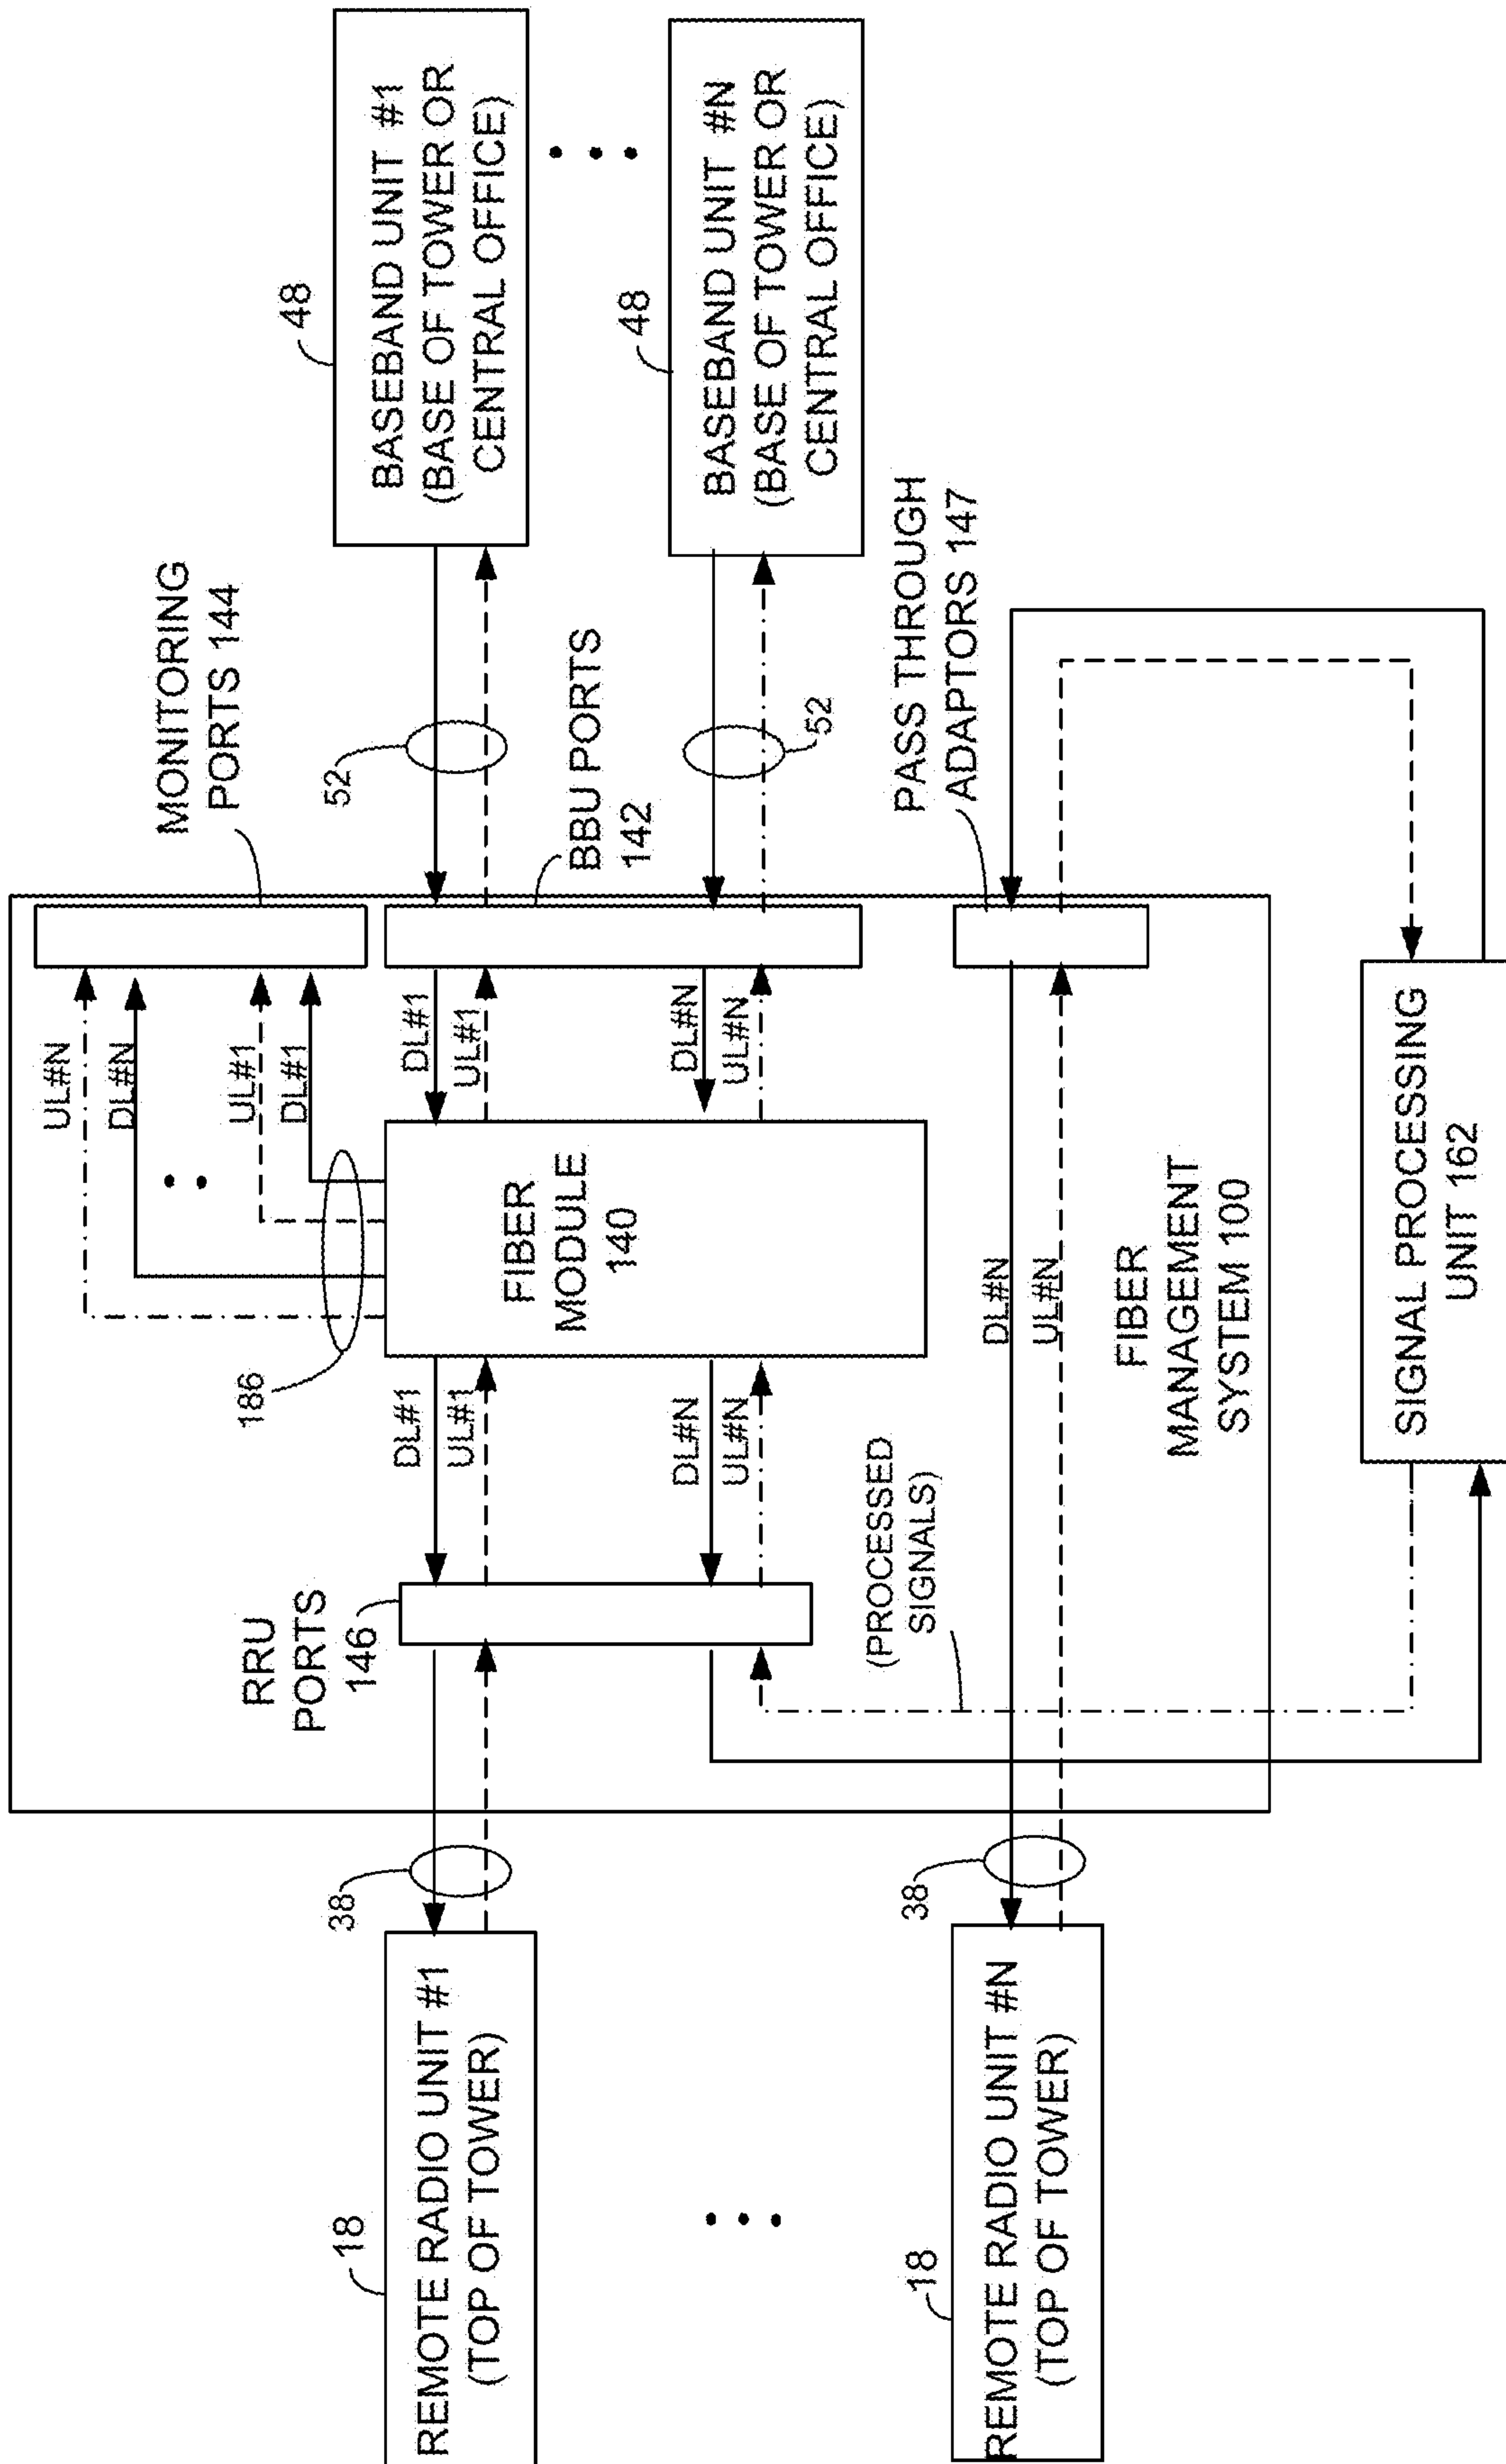 18
REMOTE RADIO UNIT #1
(TOP OF TOWER)
18
REMOTE RADIO UNIT #N
(TOP OF TOWER)
38
38
RRU
PORTS
146
(PROCESSED
SIGNALS)
DL#1
UL#1
DL#N
UL#N
186
FIBER
MODULE
140
UL#N
DL#N
UL#1
DL#1
DL#1
UL#1
DL#N
UL#N
DL#N
UL#N
FIBER
MANAGEMENT
SYSTEM 100
SIGNAL PROCESSING
UNIT 162
MONITORING
PORTS 144
52
BBU PORTS
142
52
PASS THROUGH
ADAPTORS 147
48
BASEBAND UNIT #1
(BASE OF TOWER OR
CENTRAL OFFICE)
48
BASEBAND UNIT #N
(BASE OF TOWER OR
CENTRAL OFFICE)